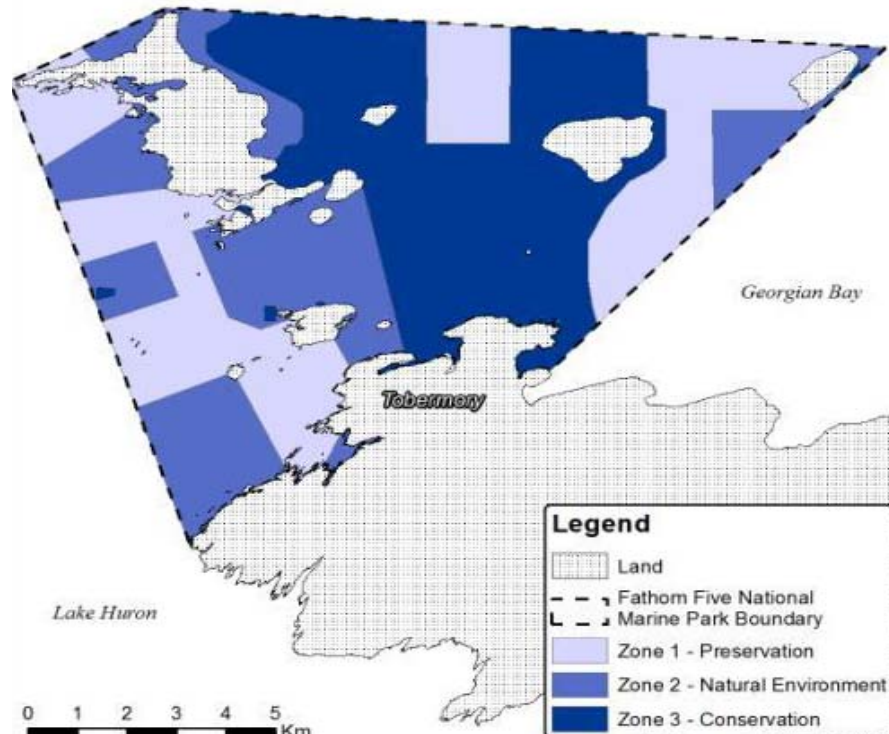 Georgian Bay
Tobermory
Lake Huron
Legend
Land
Fathom Five National
Marine Park Boundary
Zone 1 - Preservation
Zone 2 - Natural Environment
Zone 3 - Conservation
0 1 2 3 4 5
Km